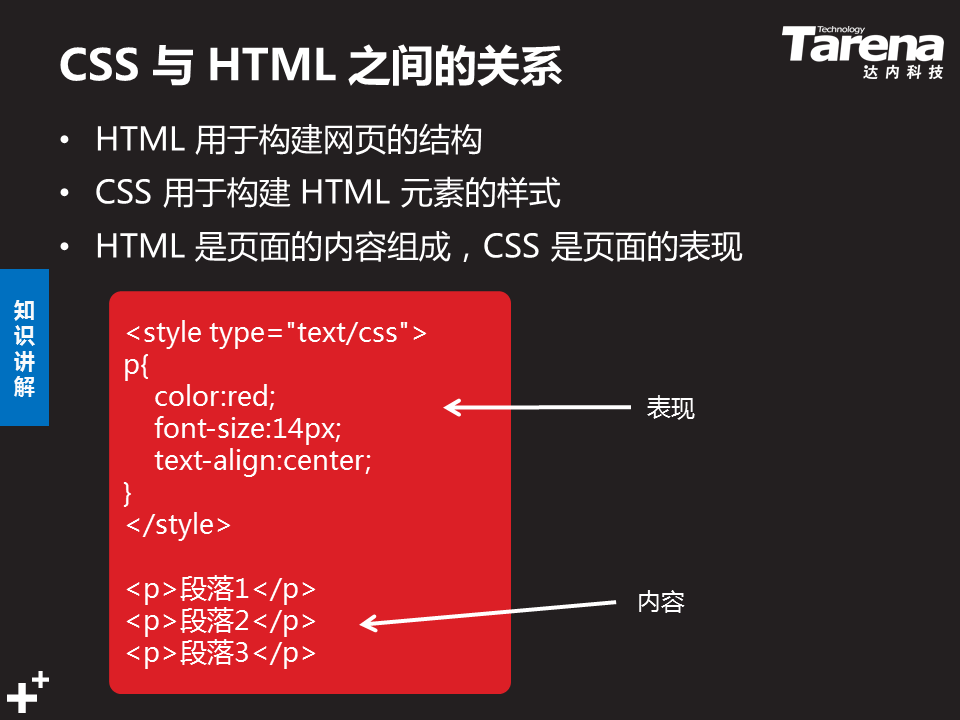 CSS 与 HTML 之间的关系
Technology
Tarena
达内科技
• HTML 用于构建网页的结构
• CSS 用于构建 HTML 元素的样式
• HTML 是页面的内容组成，CSS 是页面的表现
知识讲解
<style type="text/css">
p{
color:red;
font-size:14px;
text-align:center;
}
</style>
表现
<p>段落1</p>
<p>段落2</p>
<p>段落3</p>
内容